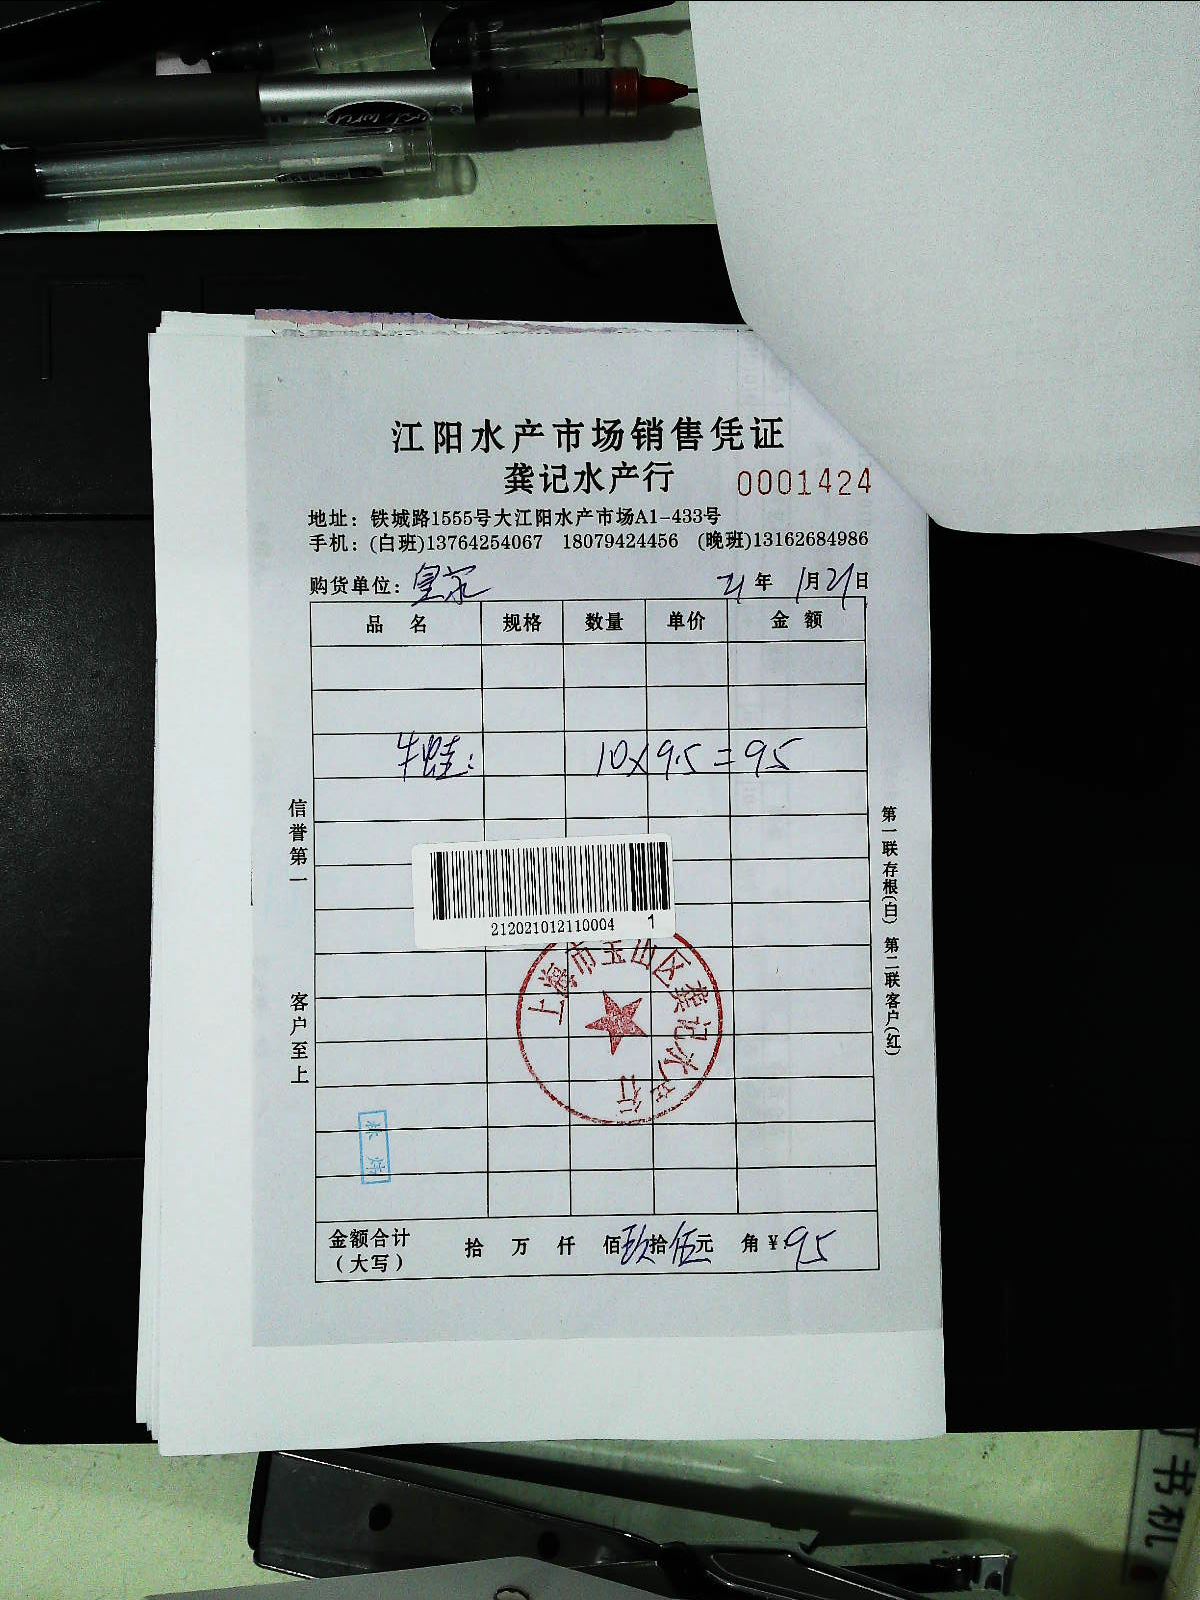 江阳水产市场销售凭证
龚记水产行 0001424
地址：铁城路1555号大江阳水产市场A1-433号
手机：(白班)13764254067 18079424456 (晚班)13162684986
购货单位：皇家 21年 1月21日
品名 规格 数量 单价 金额
牛蛙： 10×9.5=95
信誉第一
客户至上
212021012110004 1
上海市宝山区龚记水产行
第一联存根(白) 第二联客户(红)
金额合计（大写） 拾 万 仟 佰玖拾伍元 角 ¥95
订书机